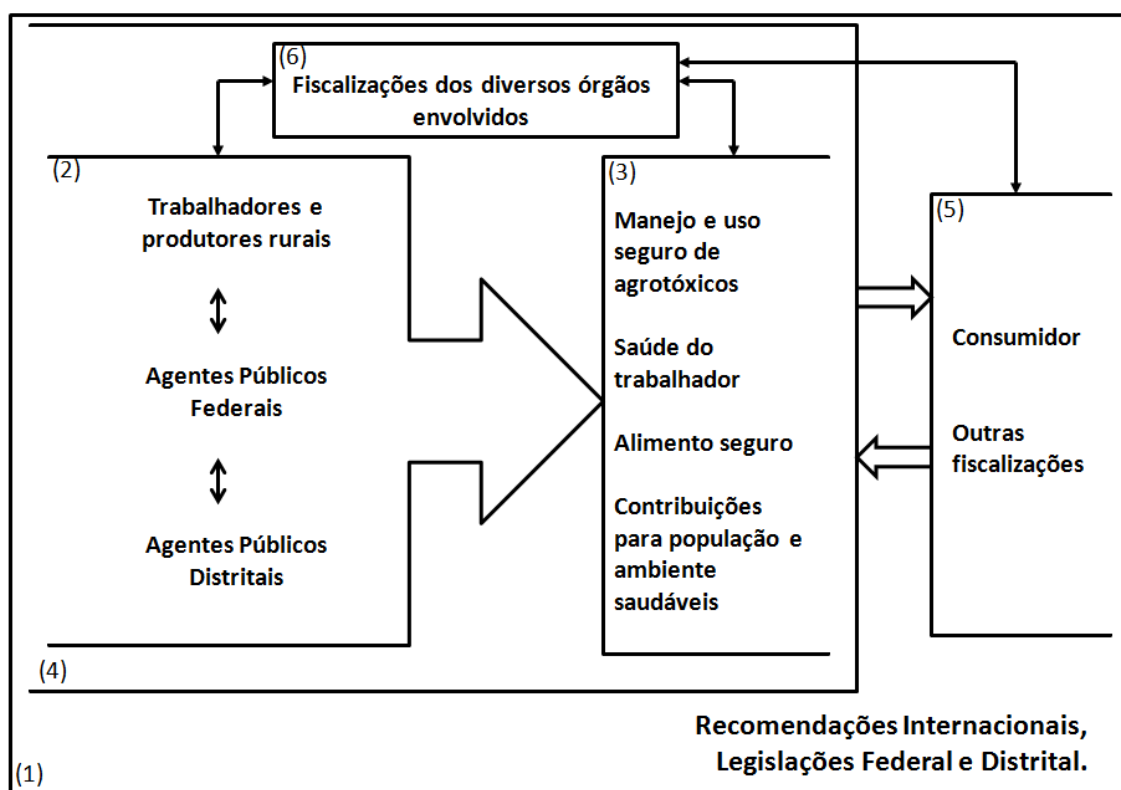 (6)
Fiscalizações dos diversos órgãos
envolvidos
(2)
Trabalhadores e
produtores rurais
Agentes Públicos
Federais
Agentes Públicos
Distritais
(3)
Manejo e uso
seguro de
agrotóxicos
Saúde do
trabalhador
Alimento seguro
Contribuições
para população e
ambiente
saudáveis
(5)
Consumidor
Outras
fiscalizações
(4)
Recomendações Internacionais,
Legislações Federal e Distrital.
(1)